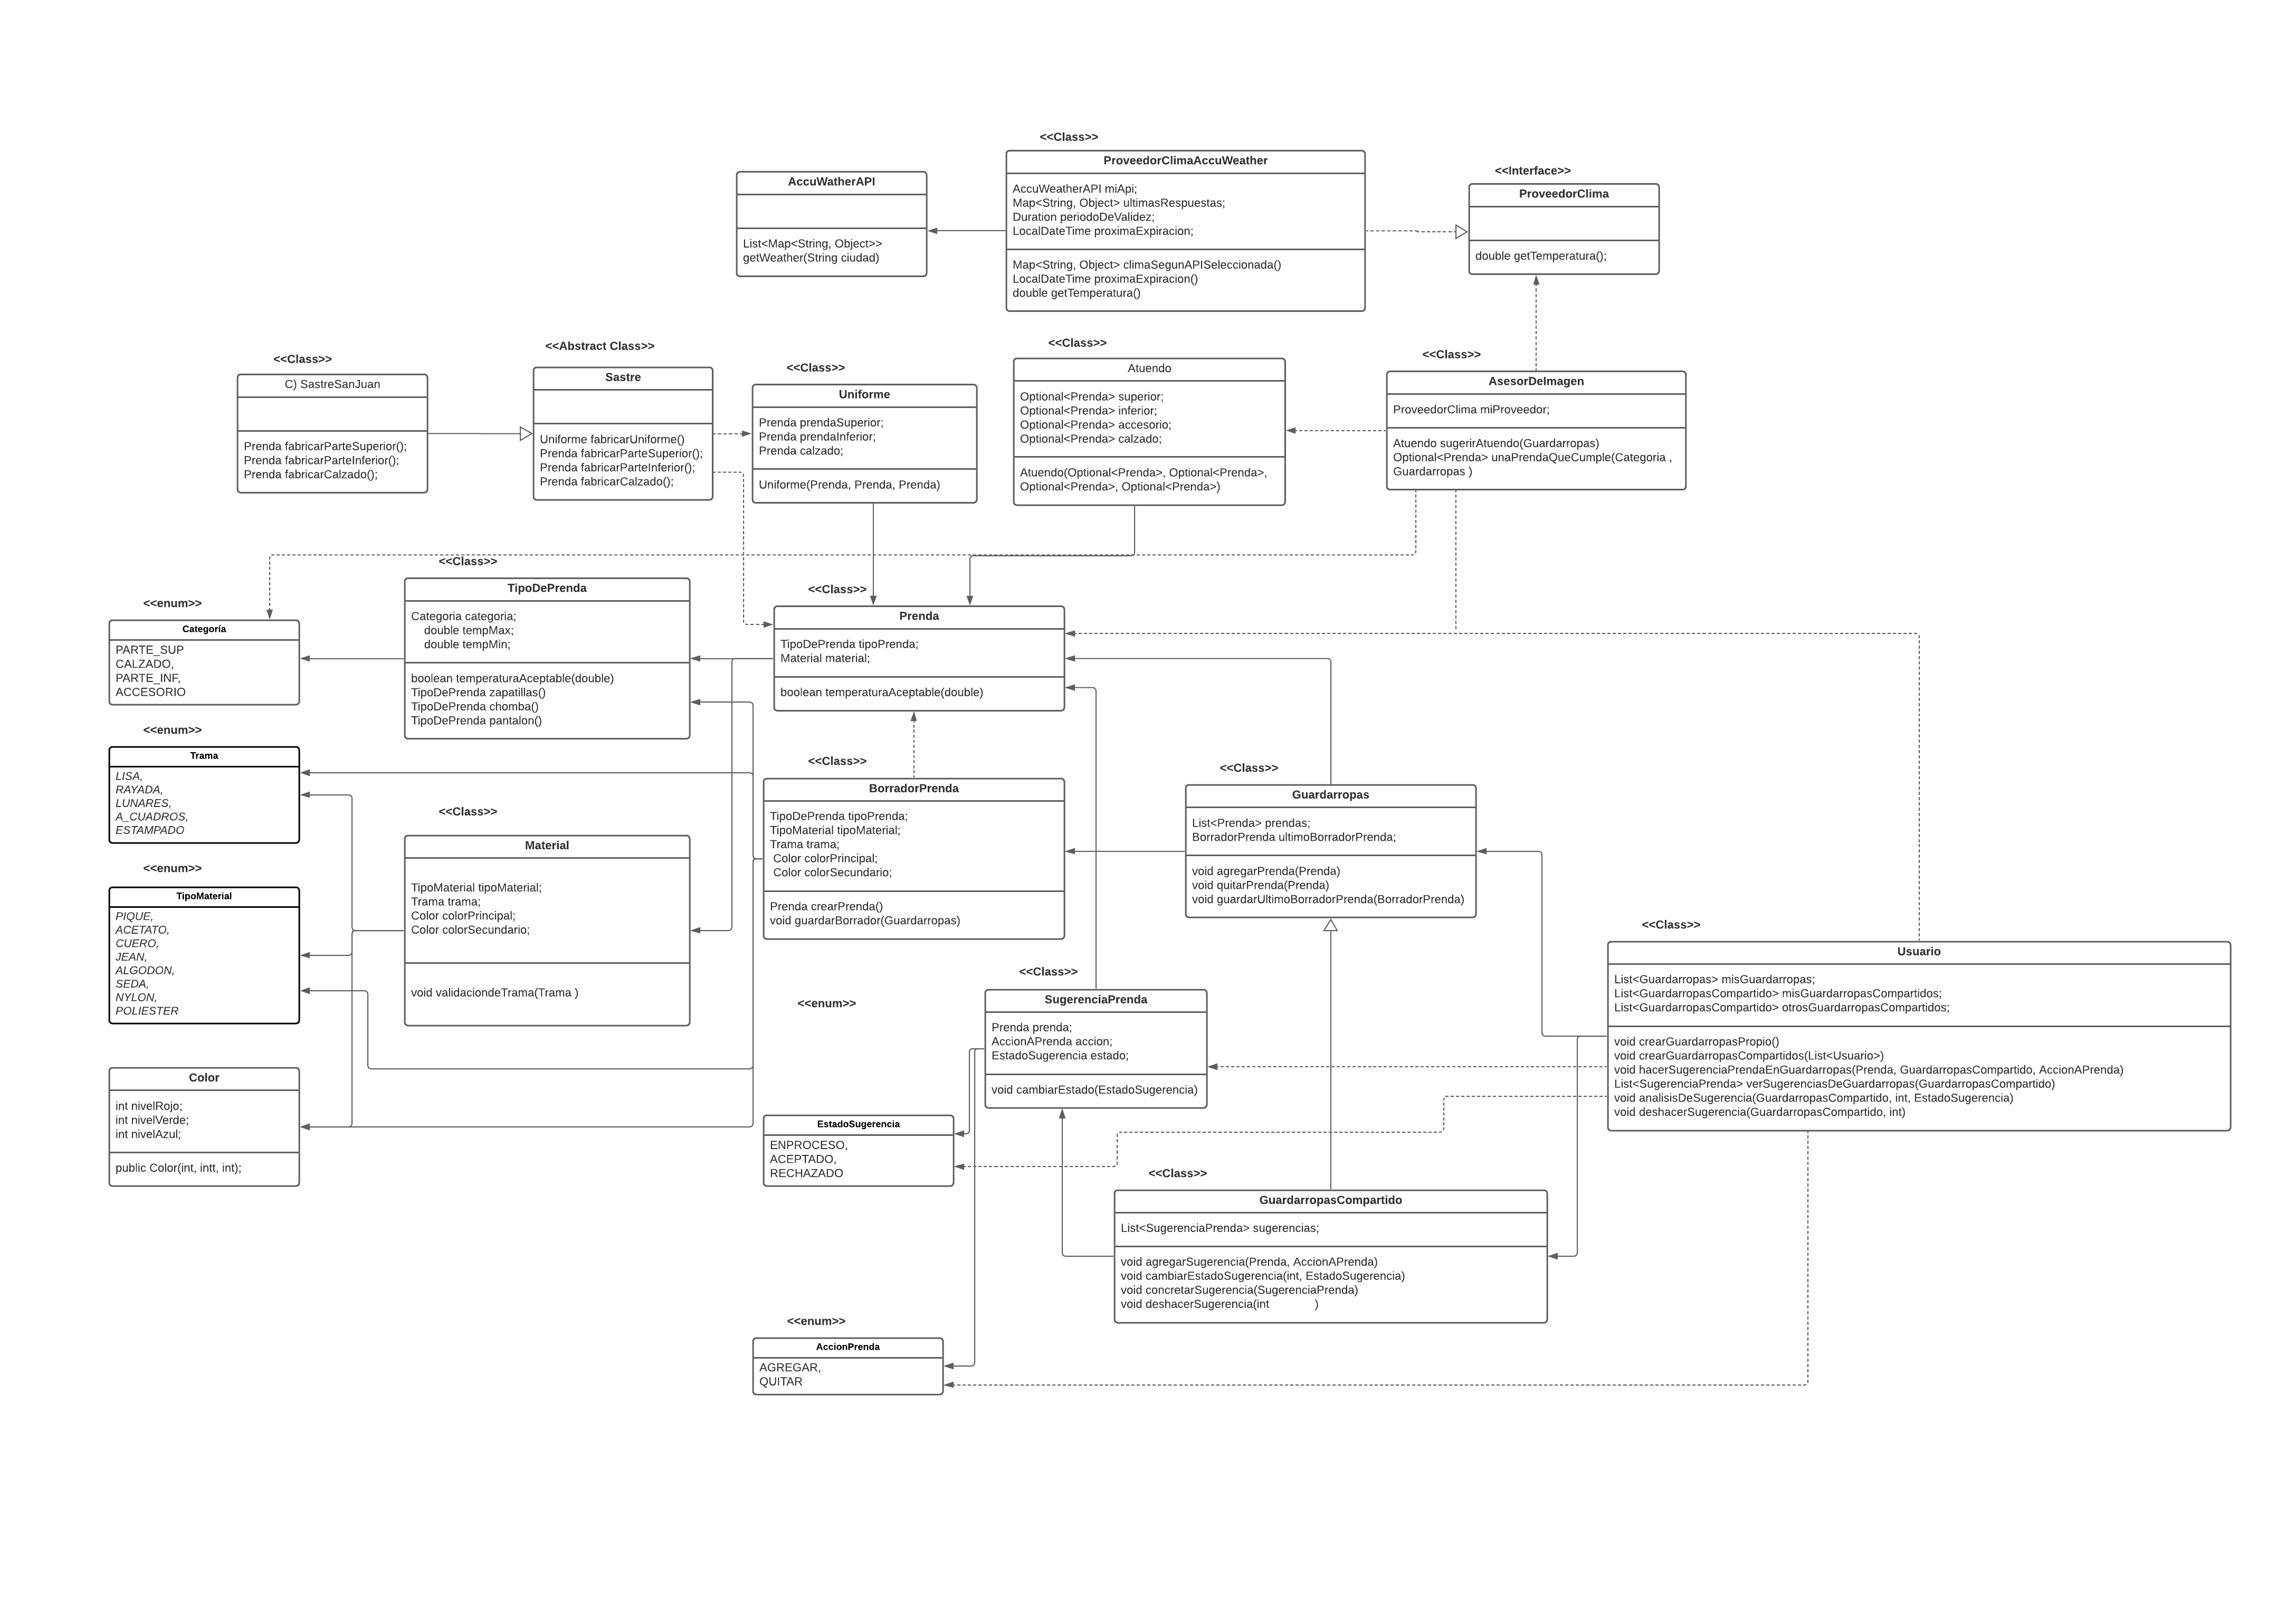 <<Class>>
ProveedorClimaAccuWeather
AccuWeatherAPI miApi;
Map<String, Object> ultimasRespuestas;
Duration periodoDeValidez;
LocalDateTime proximaExpiracion;
Map<String, Object> climaSegunAPISeleccionada()
LocalDateTime proximaExpiracion()
double getTemperatura()
AccuWatherAPI
List<Map<String, Object>>
getWeather(String ciudad)
<<Interface>>
ProveedorClima
double getTemperatura();
<<Class>>
C) SastreSanJuan
Prenda fabricarParteSuperior();
Prenda fabricarParteInferior();
Prenda fabricarCalzado();
<<Abstract Class>>
Sastre
Uniforme fabricarUniforme()
Prenda fabricarParteSuperior();
Prenda fabricarParteInferior();
Prenda fabricarCalzado();
<<Class>>
Uniforme
Prenda prendaSuperior;
Prenda prendaInferior;
Prenda calzado;
Uniforme(Prenda, Prenda, Prenda)
<<Class>>
Atuendo
Optional<Prenda> superior;
Optional<Prenda> inferior;
Optional<Prenda> accesorio;
Optional<Prenda> calzado;
Atuendo(Optional<Prenda>, Optional<Prenda>,
Optional<Prenda>, Optional<Prenda>)
<<Class>>
AsesorDeImagen
ProveedorClima miProveedor;
Atuendo sugerirAtuendo(Guardarropas)
Optional<Prenda> unaPrendaQueCumple(Categoria ,
Guardarropas )
<<enum>>
Categoría
PARTE_SUP
CALZADO,
PARTE_INF,
ACCESORIO
<<Class>>
TipoDePrenda
Categoria categoria;
double tempMax;
double tempMin;
boolean temperaturaAceptable(double)
TipoDePrenda zapatillas()
TipoDePrenda chomba()
TipoDePrenda pantalon()
<<Class>>
Prenda
TipoDePrenda tipoPrenda;
Material material;
boolean temperaturaAceptable(double)
<<enum>>
Trama
LISA,
RAYADA,
LUNARES,
A_CUADROS,
ESTAMPADO
<<Class>>
Material
TipoMaterial tipoMaterial;
Trama trama;
Color colorPrincipal;
Color colorSecundario;
void validaciondeTrama(Trama )
<<Class>>
BorradorPrenda
TipoDePrenda tipoPrenda;
TipoMaterial tipoMaterial;
Trama trama;
Color colorPrincipal;
Color colorSecundario;
Prenda crearPrenda()
void guardarBorrador(Guardarropas)
<<Class>>
Guardarropas
List<Prenda> prendas;
BorradorPrenda ultimoBorradorPrenda;
void agregarPrenda(Prenda)
void quitarPrenda(Prenda)
void guardarUltimoBorradorPrenda(BorradorPrenda)
<<enum>>
TipoMaterial
PIQUE,
ACETATO,
CUERO,
JEAN,
ALGODON,
SEDA,
NYLON,
POLIESTER
<<Class>>
Usuario
List<Guardarropas> misGuardarropas;
List<GuardarropasCompartido> misGuardarropasCompartidos;
List<GuardarropasCompartido> otrosGuardarropasCompartidos;
void crearGuardarropasPropio()
void crearGuardarropasCompartidos(List<Usuario>)
void hacerSugerenciaPrendaEnGuardarropas(Prenda, GuardarropasCompartido, AccionAPrenda)
List<SugerenciaPrenda> verSugerenciasDeGuardarropas(GuardarropasCompartido)
void analisisDeSugerencia(GuardarropasCompartido, int, EstadoSugerencia)
void deshacerSugerencia(GuardarropasCompartido, int)
<<Class>>
SugerenciaPrenda
Prenda prenda;
AccionAPrenda accion;
EstadoSugerencia estado;
void cambiarEstado(EstadoSugerencia)
<<enum>>
EstadoSugerencia
ENPROCESO,
ACEPTADO,
RECHAZADO
Color
int nivelRojo;
int nivelVerde;
int nivelAzul;
public Color(int, intt, int);
<<Class>>
GuardarropasCompartido
List<SugerenciaPrenda> sugerencias;
void agregarSugerencia(Prenda, AccionAPrenda)
void cambiarEstadoSugerencia(int, EstadoSugerencia)
void concretarSugerencia(SugerenciaPrenda)
void deshacerSugerencia(int )
<<enum>>
AccionPrenda
AGREGAR,
QUITAR